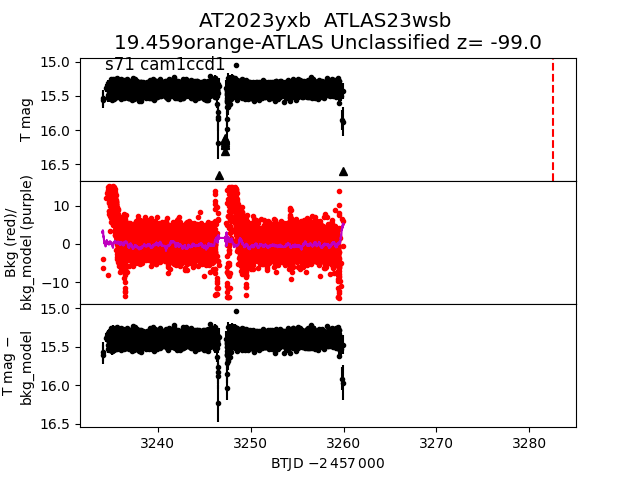 AT2023yxb  ATLAS23wsb
19.459orange-ATLAS Unclassified z= -99.0
s71 cam1ccd1
15.0
15.5
16.0
16.5
T mag
10
0
−10
Bkg (red)/
bkg_model (purple)
15.0
15.5
16.0
16.5
T mag −
bkg_model
3240
3250
3260
3270
3280
BTJD −2 457 000